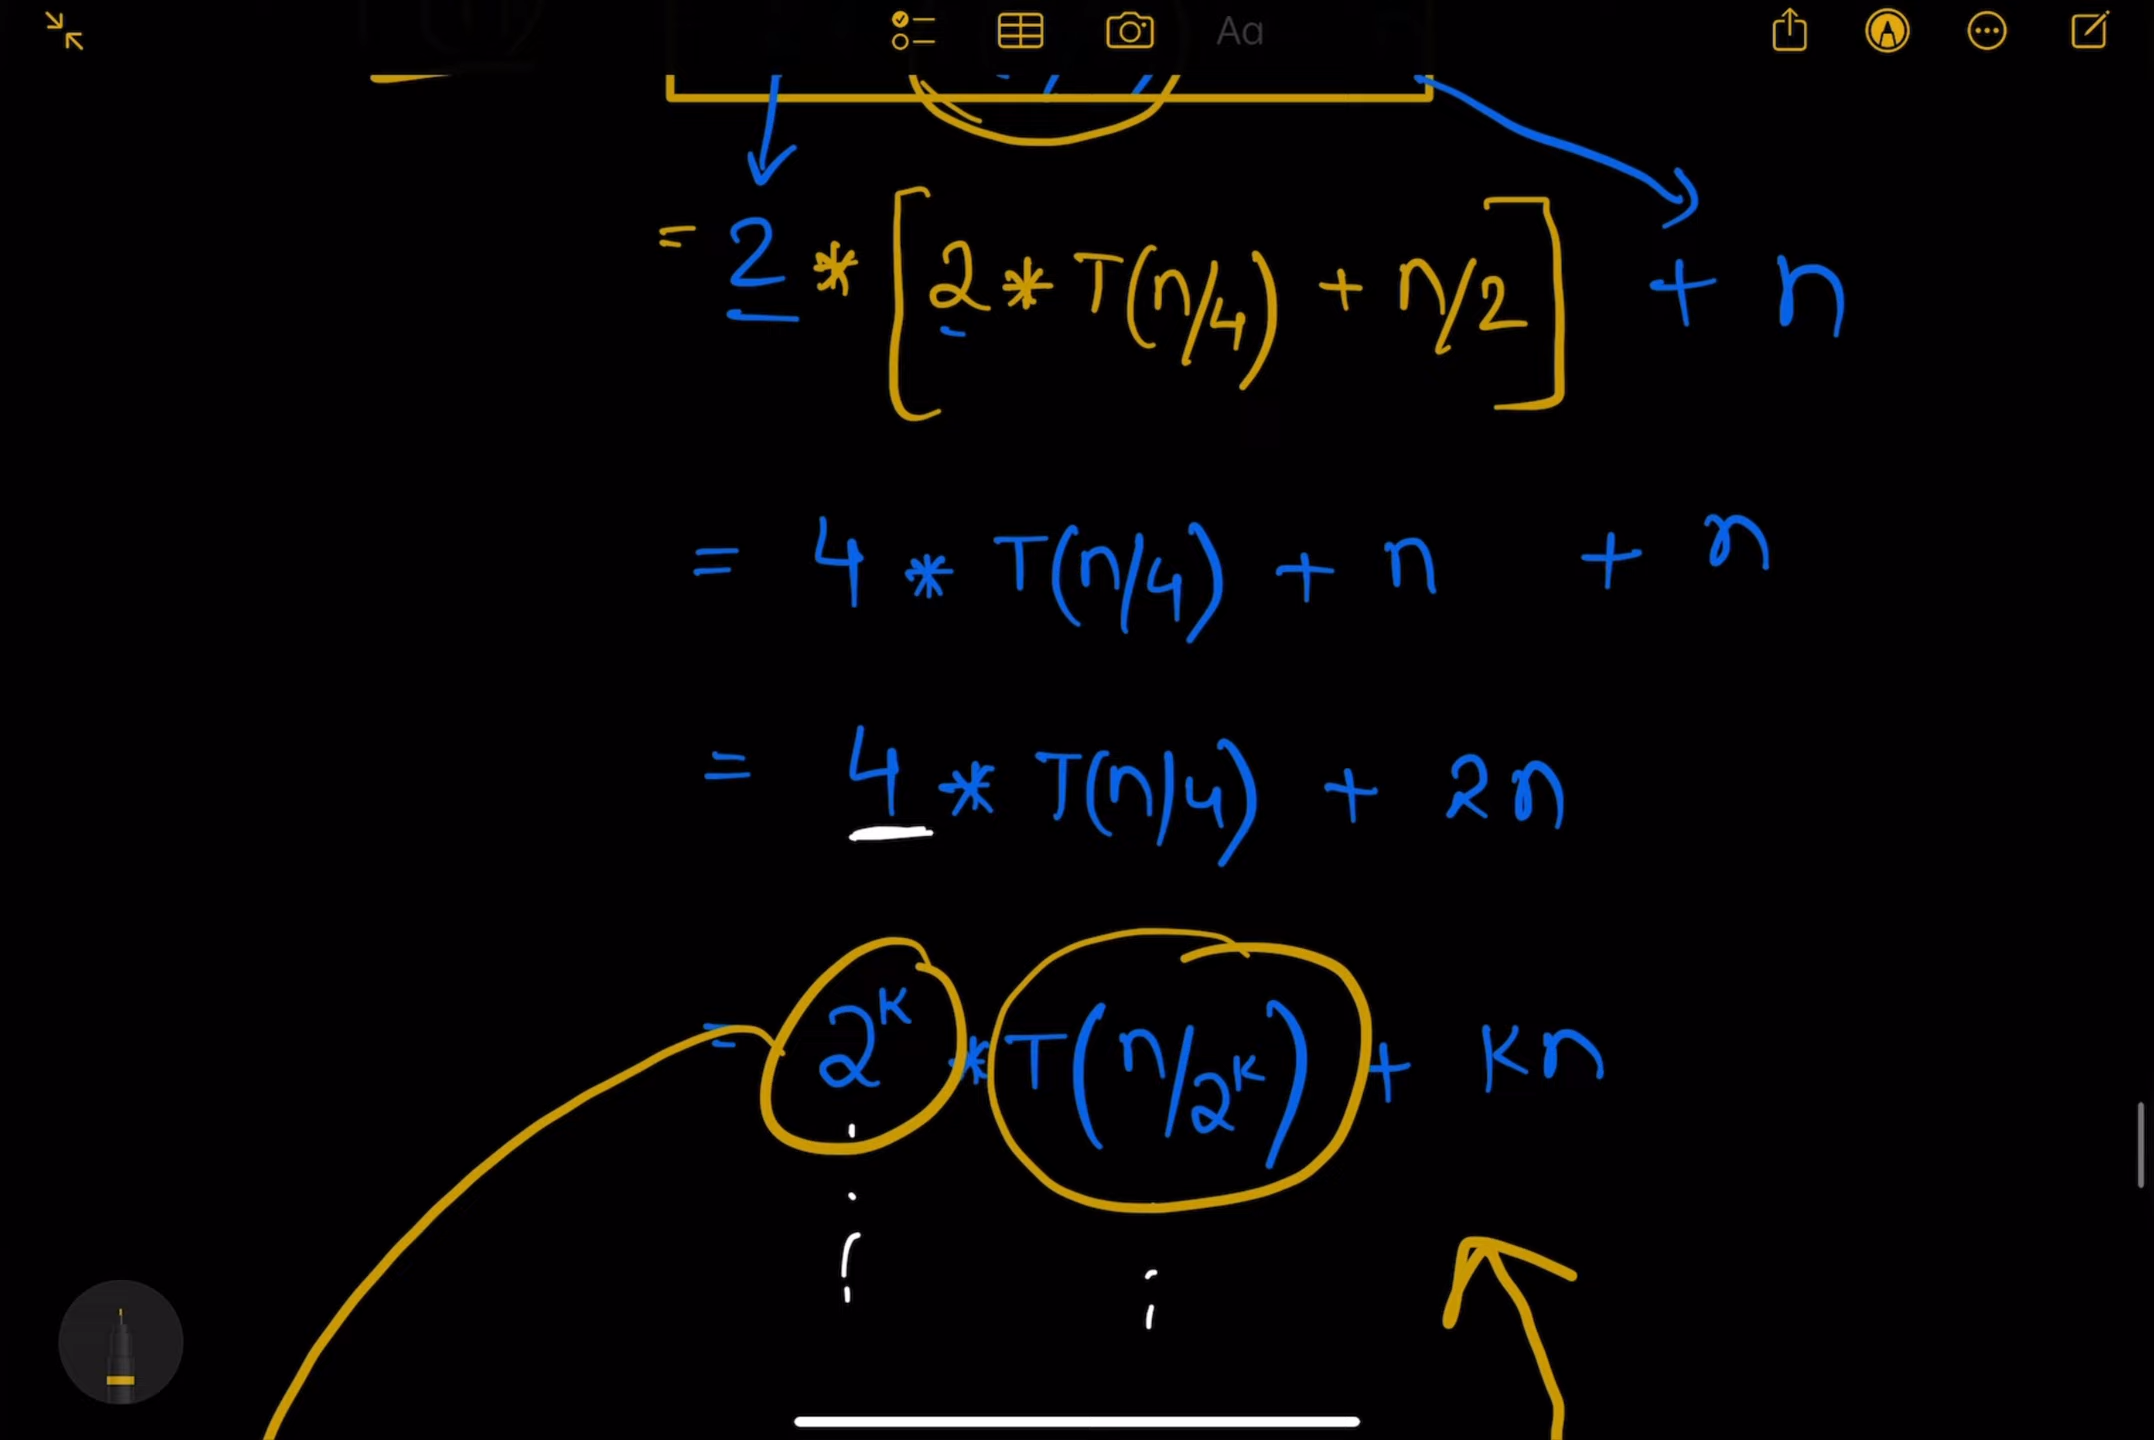 Aa
= 2 * [2 * T(n/4) + n/2] + n
= 4 * T(n/4) + n + n
= 4 * T(n/4) + 2n
= 2^K * T(n/2^K) + Kn